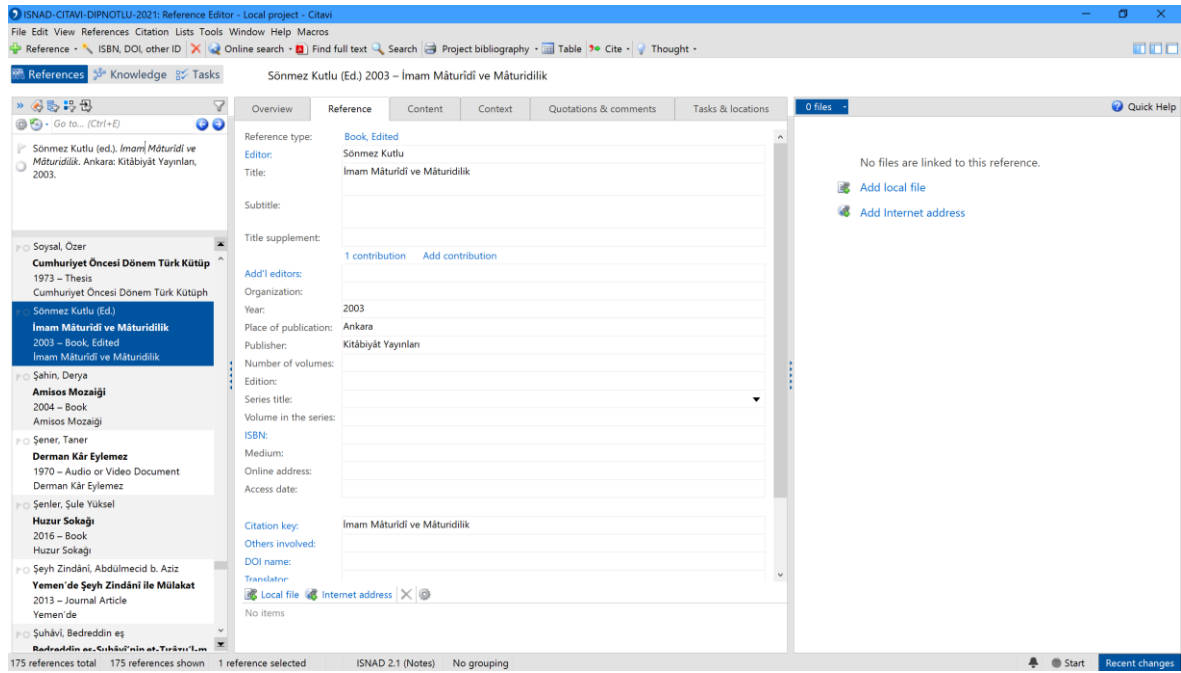 ISNAD-CITAVI-DIPNOTLU-2021: Reference Editor - Local project - Citavi
File Edit View References Citation Lists Tools Window Help Macros
Reference ISBN, DOI, other ID Online search Find full text Search Project bibliography Table Cite Thought
References Knowledge Tasks
Sönmez Kutlu (Ed.) 2003 – İmam Mâturîdî ve Mâturidilik
Go to... (Ctrl+E)
Sönmez Kutlu (ed.). İmam Mâturîdî ve
Mâturidilik. Ankara: Kitâbiyât Yayınları,
2003.
Soysal, Özer
Cumhuriyet Öncesi Dönem Türk Kütüp
1973 – Thesis
Cumhuriyet Öncesi Dönem Türk Kütüph
Sönmez Kutlu (Ed.)
İmam Mâturîdî ve Mâturidilik
2003 – Book, Edited
İmam Mâturîdî ve Mâturidilik
Şahin, Derya
Amisos Mozaiği
2004 – Book
Amisos Mozaiği
Şener, Taner
Derman Kâr Eylemez
1970 – Audio or Video Document
Derman Kâr Eylemez
Şenler, Şule Yüksel
Huzur Sokağı
2016 – Book
Huzur Sokağı
Şeyh Zindânî, Abdülmecid b. Aziz
Yemen'de Şeyh Zindânî ile Mülakat
2013 – Journal Article
Yemen'de
Şuhâvî, Bedreddin eş
Bedreddin eş-Şuhâvî'nin et-Tırâzu'l-m
Overview Reference Content Context Quotations & comments Tasks & locations
Reference type: Book, Edited
Editor: Sönmez Kutlu
Title: İmam Mâturîdî ve Mâturidilik
Subtitle:
Title supplement:
1 contribution Add contribution
Add'l editors:
Organization:
Year: 2003
Place of publication: Ankara
Publisher: Kitâbiyât Yayınları
Number of volumes:
Edition:
Series title:
Volume in the series:
ISBN:
Medium:
Online address:
Access date:
Citation key: İmam Mâturîdî ve Mâturidilik
Others involved:
DOI name:
Translator:
Local file Internet address
No items
0 files
Quick Help
No files are linked to this reference.
Add local file
Add Internet address
175 references total 175 references shown 1 reference selected ISNAD 2.1 (Notes) No grouping
Start Recent changes